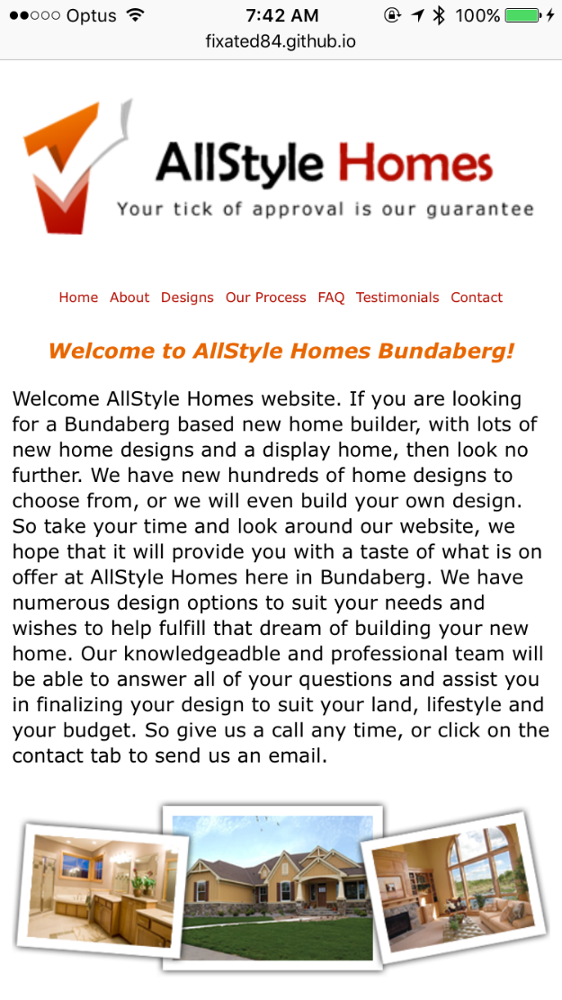 Optus 7:42 AM 100%
fixated84.github.io
AllStyle Homes
Your tick of approval is our guarantee
Home About Designs Our Process FAQ Testimonials Contact
Welcome to AllStyle Homes Bundaberg!
Welcome AllStyle Homes website. If you are looking
for a Bundaberg based new home builder, with lots of
new home designs and a display home, then look no
further. We have new hundreds of home designs to
choose from, or we will even build your own design.
So take your time and look around our website, we
hope that it will provide you with a taste of what is on
offer at AllStyle Homes here in Bundaberg. We have
numerous design options to suit your needs and
wishes to help fulfill that dream of building your new
home. Our knowledgeadble and professional team will
be able to answer all of your questions and assist you
in finalizing your design to suit your land, lifestyle and
your budget. So give us a call any time, or click on the
contact tab to send us an email.